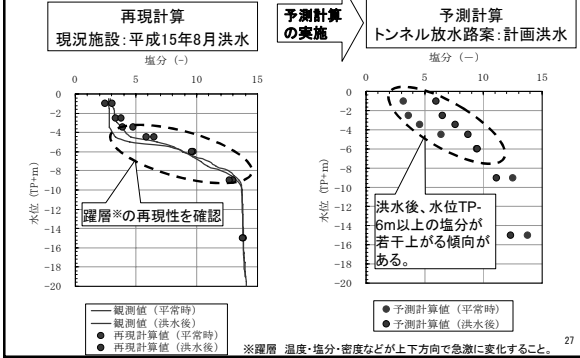 再現計算
現況施設：平成15年8月洪水
予測計算
の実施
予測計算
トンネル放水路案：計画洪水
塩分 (-)
0 5 10 15
水位 (TP+m)
0
−2
−4
−6
−8
−10
−12
−14
−16
−18
−20
躍層※の再現性を確認
観測値（平常時）
観測値（洪水後）
再現計算値（平常時）
再現計算値（洪水後）
塩分 (−)
0 5 10 15
水位 (TP+m)
0
−2
−4
−6
−8
−10
−12
−14
−16
−18
−20
洪水後、水位TP-
6m以上の塩分が
若干上がる傾向が
ある。
予測計算値（平常時）
予測計算値（洪水後）
※躍層　温度・塩分・密度などが上下方向で急激に変化すること。
27